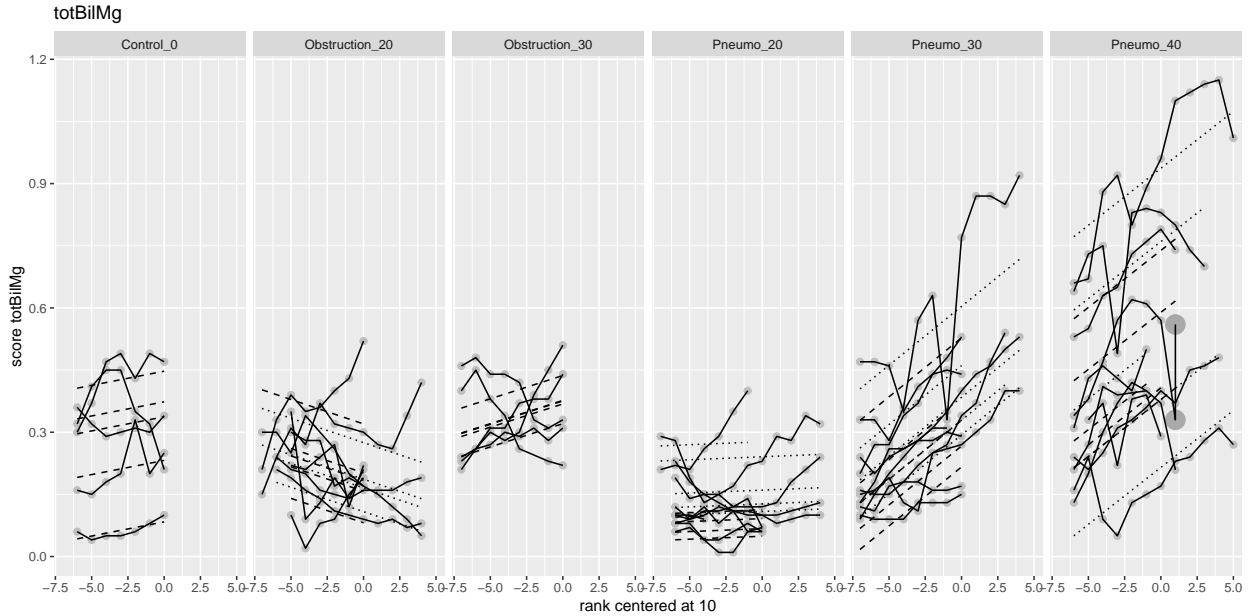 totBilMg
Control_0 Obstruction_20 Obstruction_30 Pneumo_20 Pneumo_30 Pneumo_40
1.2
0.9
0.6
0.3
0.0
score totBilMg
−7.5 −5.0 −2.5 0.0 2.5 5.0 −7.5 −5.0 −2.5 0.0 2.5 5.0 −7.5 −5.0 −2.5 0.0 2.5 5.0 −7.5 −5.0 −2.5 0.0 2.5 5.0 −7.5 −5.0 −2.5 0.0 2.5 5.0 −7.5 −5.0 −2.5 0.0 2.5 5.0
rank centered at 10